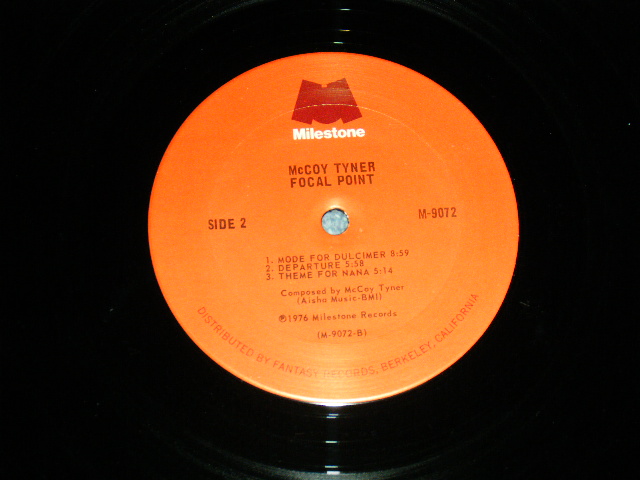 Milestone
McCOY TYNER
FOCAL POINT
SIDE 2
M-9072
1. MODE FOR DULCIMER 8:59
2. DEPARTURE 5:58
3. THEME FOR NANA 5:14
Composed by McCoy Tyner
(Aisha Music-BMI)
℗1976 Milestone Records
(M-9072-B)
DISTRIBUTED BY FANTASY RECORDS, BERKELEY, CALIFORNIA